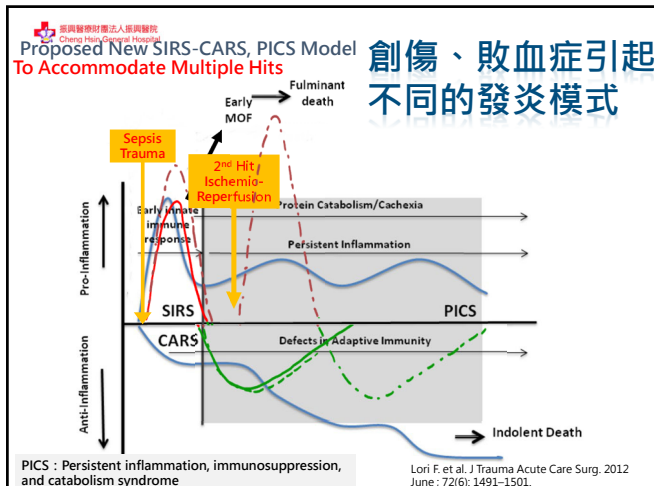 振興醫療財團法人振興醫院
Cheng Hsin General Hospital
Proposed New SIRS-CARS, PICS Model
To Accommodate Multiple Hits
創傷、敗血症引起
不同的發炎模式
Fulminant
death
Early
MOF
Sepsis
Trauma
2nd Hit
Ischemio-
Reperfusion
Early innate
immune
response
Protein Catabolism/Cachexia
Persistent Inflammation
Pro-Inflammation
SIRS
PICS
CARS
Defects in Adaptive Immunity
Anti-Inflammation
Indolent Death
PICS：Persistent inflammation, immunosuppression,
and catabolism syndrome
Lori F. et al. J Trauma Acute Care Surg. 2012
June ; 72(6): 1491–1501.